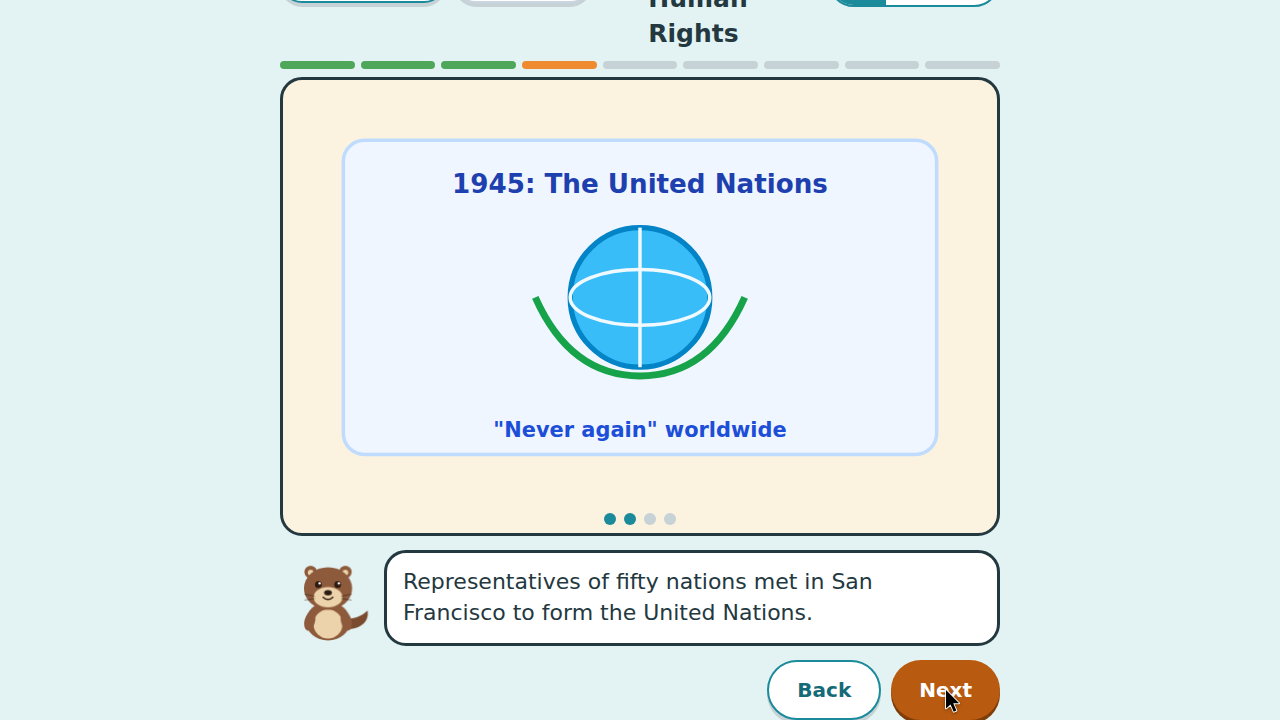 Human
Rights
1945: The United Nations
"Never again" worldwide
Representatives of fifty nations met in San
Francisco to form the United Nations.
Back
Next